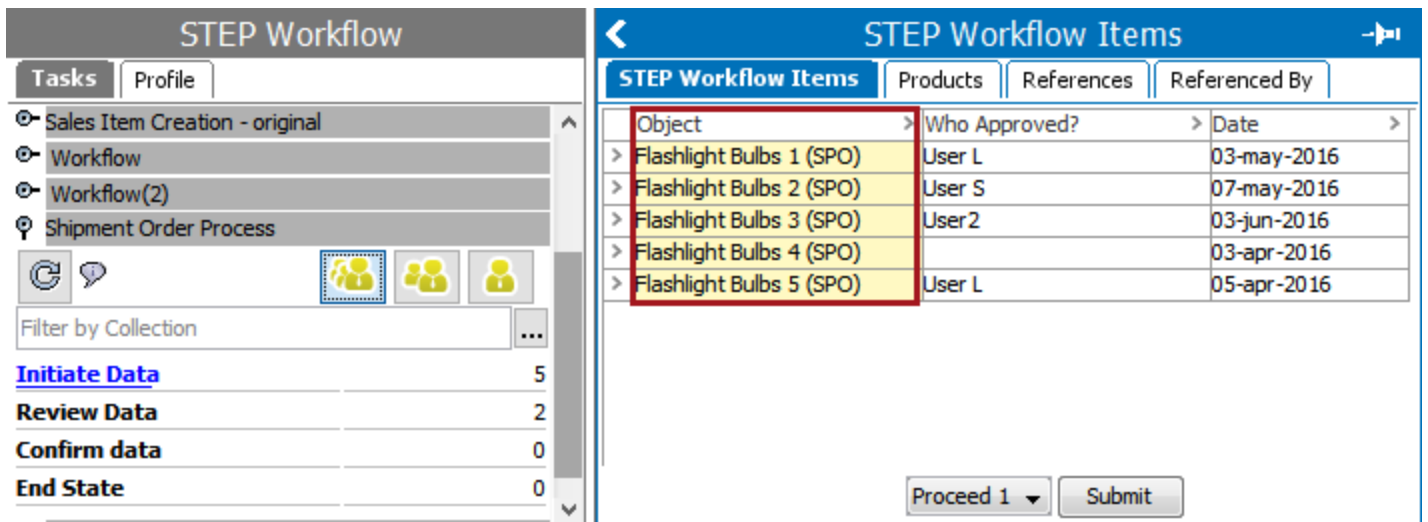 STEP Workflow
Tasks Profile
Sales Item Creation - original
Workflow
Workflow(2)
Shipment Order Process
Filter by Collection ...
Initiate Data 5
Review Data 2
Confirm data 0
End State 0
STEP Workflow Items
STEP Workflow Items Products References Referenced By
Object > Who Approved? > Date >
> Flashlight Bulbs 1 (SPO) User L 03-may-2016
> Flashlight Bulbs 2 (SPO) User S 07-may-2016
> Flashlight Bulbs 3 (SPO) User2 03-jun-2016
> Flashlight Bulbs 4 (SPO) 03-apr-2016
> Flashlight Bulbs 5 (SPO) User L 05-apr-2016
Proceed 1 Submit